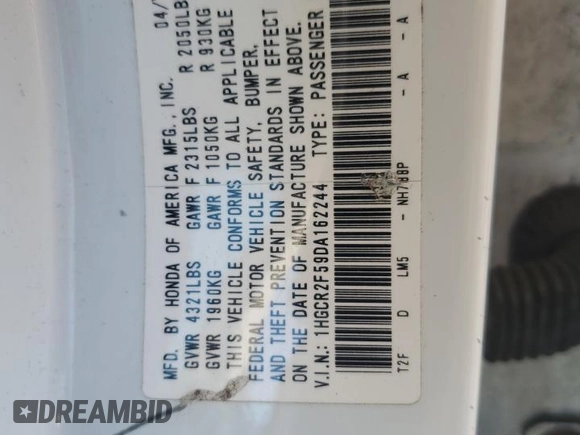 MFD. BY HONDA OF AMERICA MFG., INC. 04/
GVWR 4321LBS GAWR F 2315LBS R 2050LB
GVWR 1960KG GAWR F 1050KG R 930KG
THIS VEHICLE CONFORMS TO ALL APPLICABLE
FEDERAL MOTOR VEHICLE SAFETY, BUMPER,
AND THEFT PREVENTION STANDARDS IN EFFECT
ON THE DATE OF MANUFACTURE SHOWN ABOVE.
V.I.N.: 1HGCR2F59DA162244 TYPE: PASSENGER
T2F D LM5 - NH788P - A - A
DREAMBID